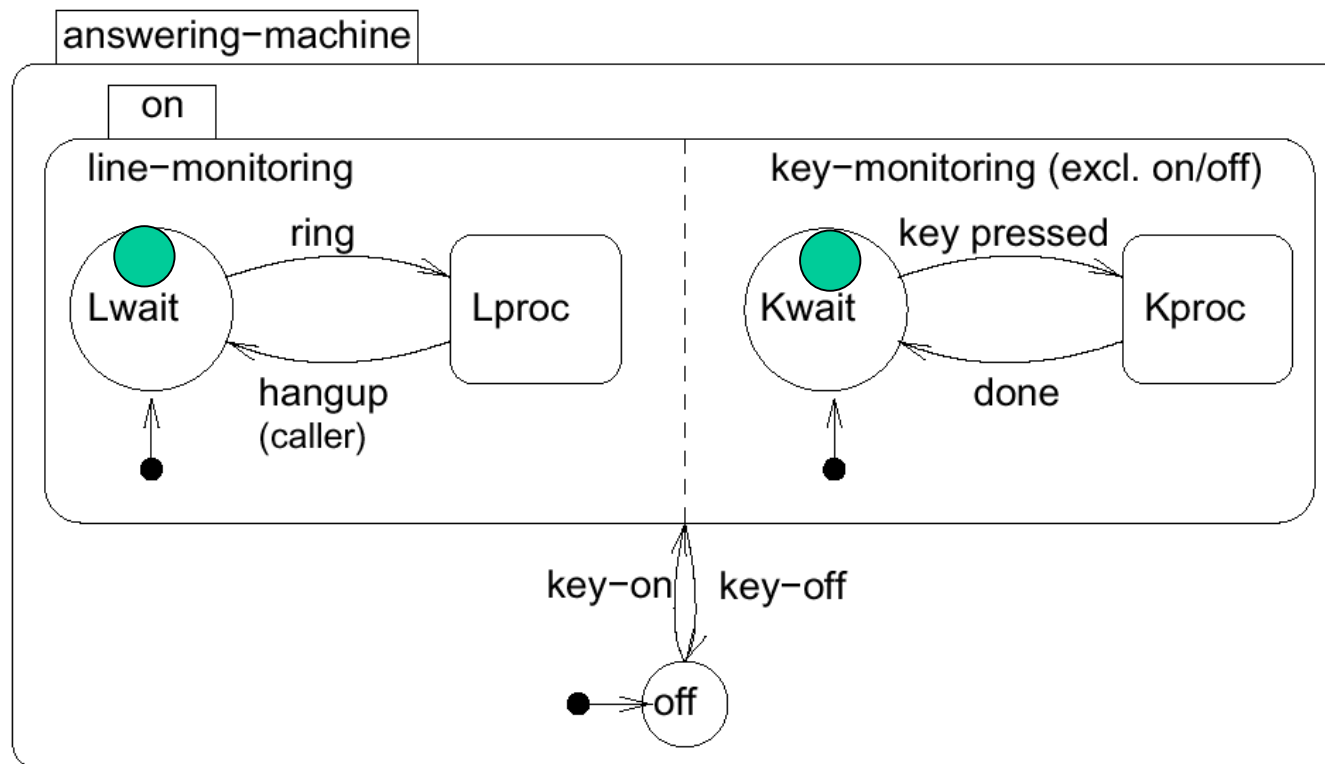 answering−machine
on
line−monitoring
key−monitoring (excl. on/off)
ring
key pressed
Lwait
Lproc
Kwait
Kproc
hangup
(caller)
done
key−on
key−off
off